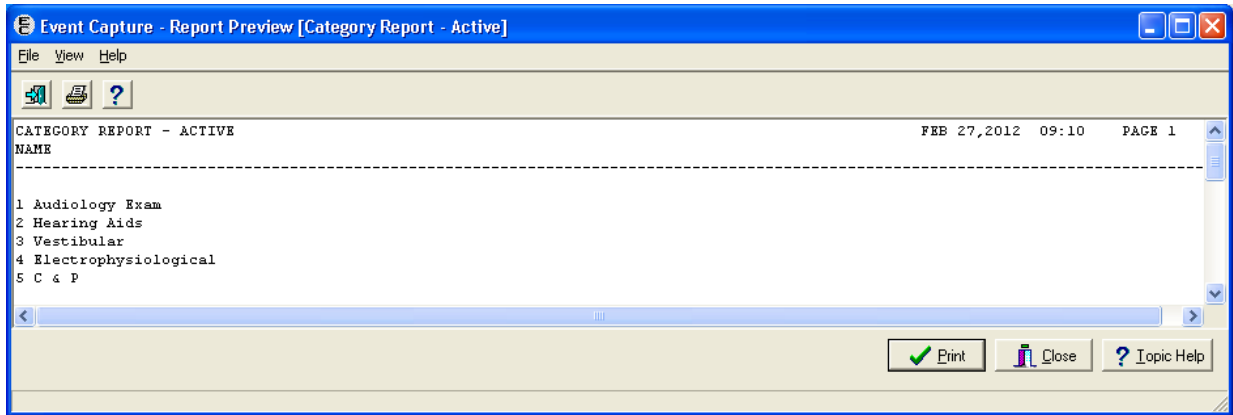 Event Capture - Report Preview [Category Report - Active]
File View Help
CATEGORY REPORT - ACTIVE FEB 27,2012 09:10 PAGE 1
NAME
1 Audiology Exam
2 Hearing Aids
3 Vestibular
4 Electrophysiological
5 C & P
Print Close ? Topic Help